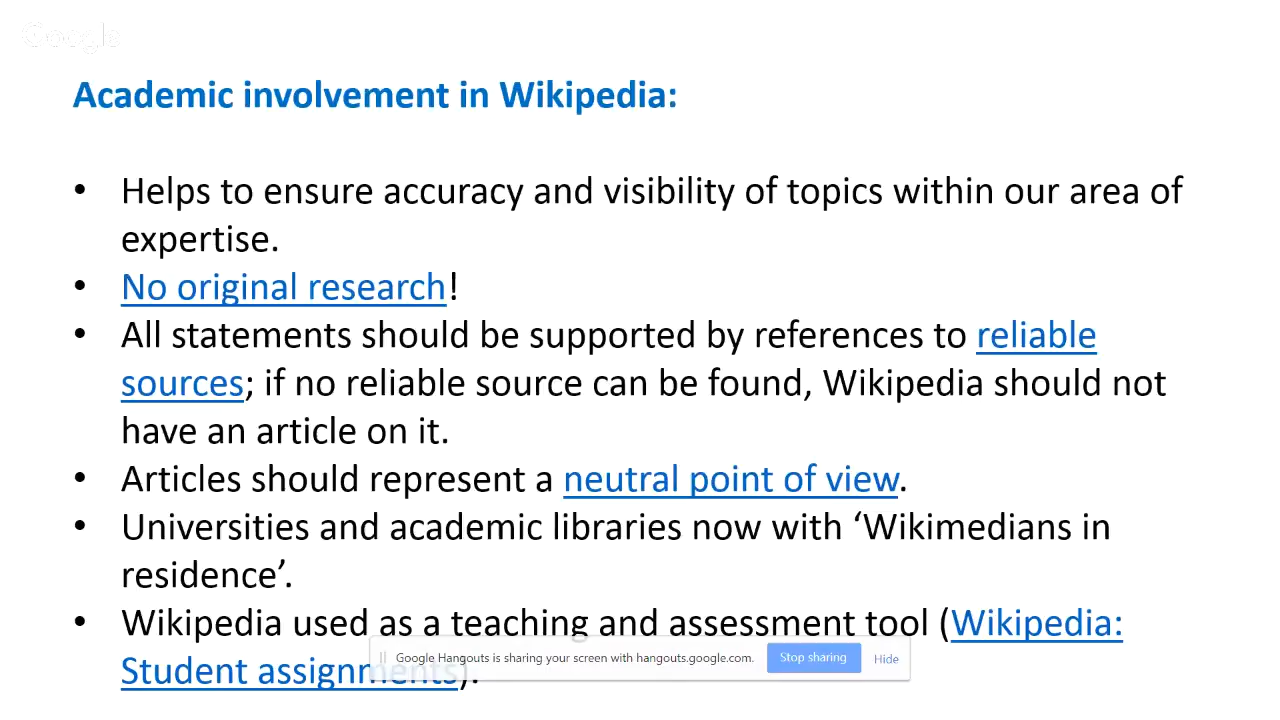 Google
Academic involvement in Wikipedia:
• Helps to ensure accuracy and visibility of topics within our area of
expertise.
• No original research!
• All statements should be supported by references to reliable
sources; if no reliable source can be found, Wikipedia should not
have an article on it.
• Articles should represent a neutral point of view.
• Universities and academic libraries now with ‘Wikimedians in
residence’.
• Wikipedia used as a teaching and assessment tool (Wikipedia:
Student assignments).
Google Hangouts is sharing your screen with hangouts.google.com.
Stop sharing
Hide